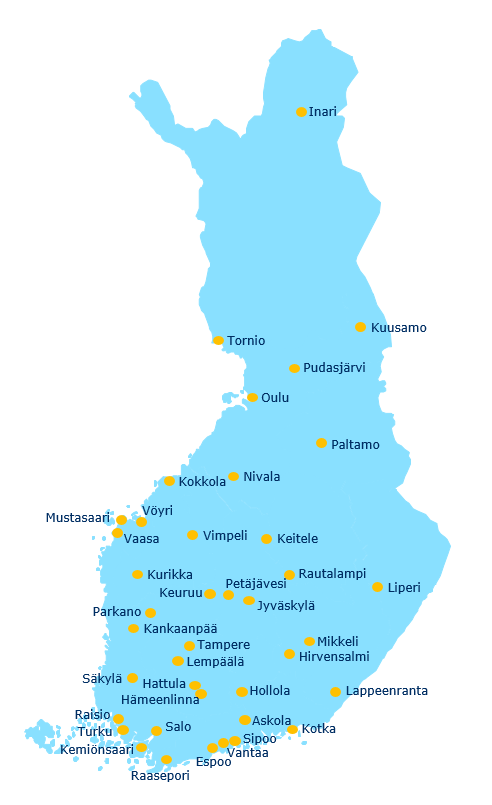 Inari
Kuusamo
Tornio
Pudasjärvi
Oulu
Paltamo
Nivala
Kokkola
Vöyri
Mustasaari
Vaasa
Vimpeli
Keitele
Kurikka
Rautalampi
Petäjävesi
Liperi
Keuruu
Jyväskylä
Parkano
Kankaanpää
Mikkeli
Tampere
Hirvensalmi
Lempäälä
Säkylä
Hattula
Hollola
Lappeenranta
Hämeenlinna
Raisio
Askola
Salo
Kotka
Turku
Sipoo
Kemiönsaari
Vantaa
Espoo
Raasepori